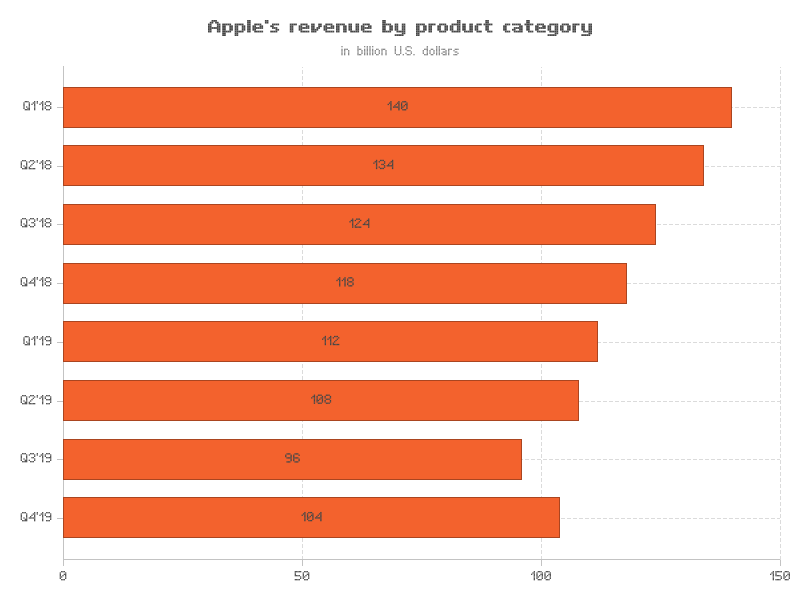 Apple's revenue by product category
in billion U.S. dollars
Q1'18 140
Q2'18 134
Q3'18 124
Q4'18 118
Q1'19 112
Q2'19 108
Q3'19 96
Q4'19 104
0 50 100 150